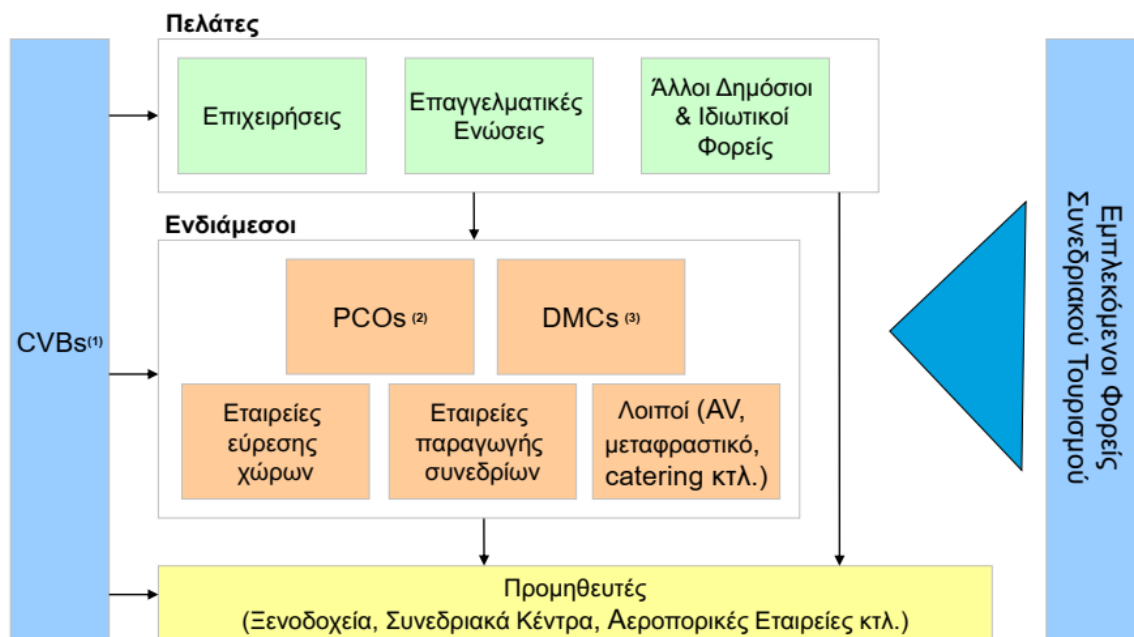 Πελάτες
Επιχειρήσεις
Επαγγελματικές
Ενώσεις
Άλλοι Δημόσιοι
& Ιδιωτικοί
Φορείς
Ενδιάμεσοι
PCOs (2)
DMCs (3)
CVBs(1)
Εταιρείες
εύρεσης
χώρων
Εταιρείες
παραγωγής
συνεδρίων
Λοιποί (AV,
μεταφραστικό,
catering κτλ.)
Προμηθευτές
(Ξενοδοχεία, Συνεδριακά Κέντρα, Αεροπορικές Εταιρείες κτλ.)
Εμπλεκόμενοι Φορείς
Συνεδριακού Τουρισμού